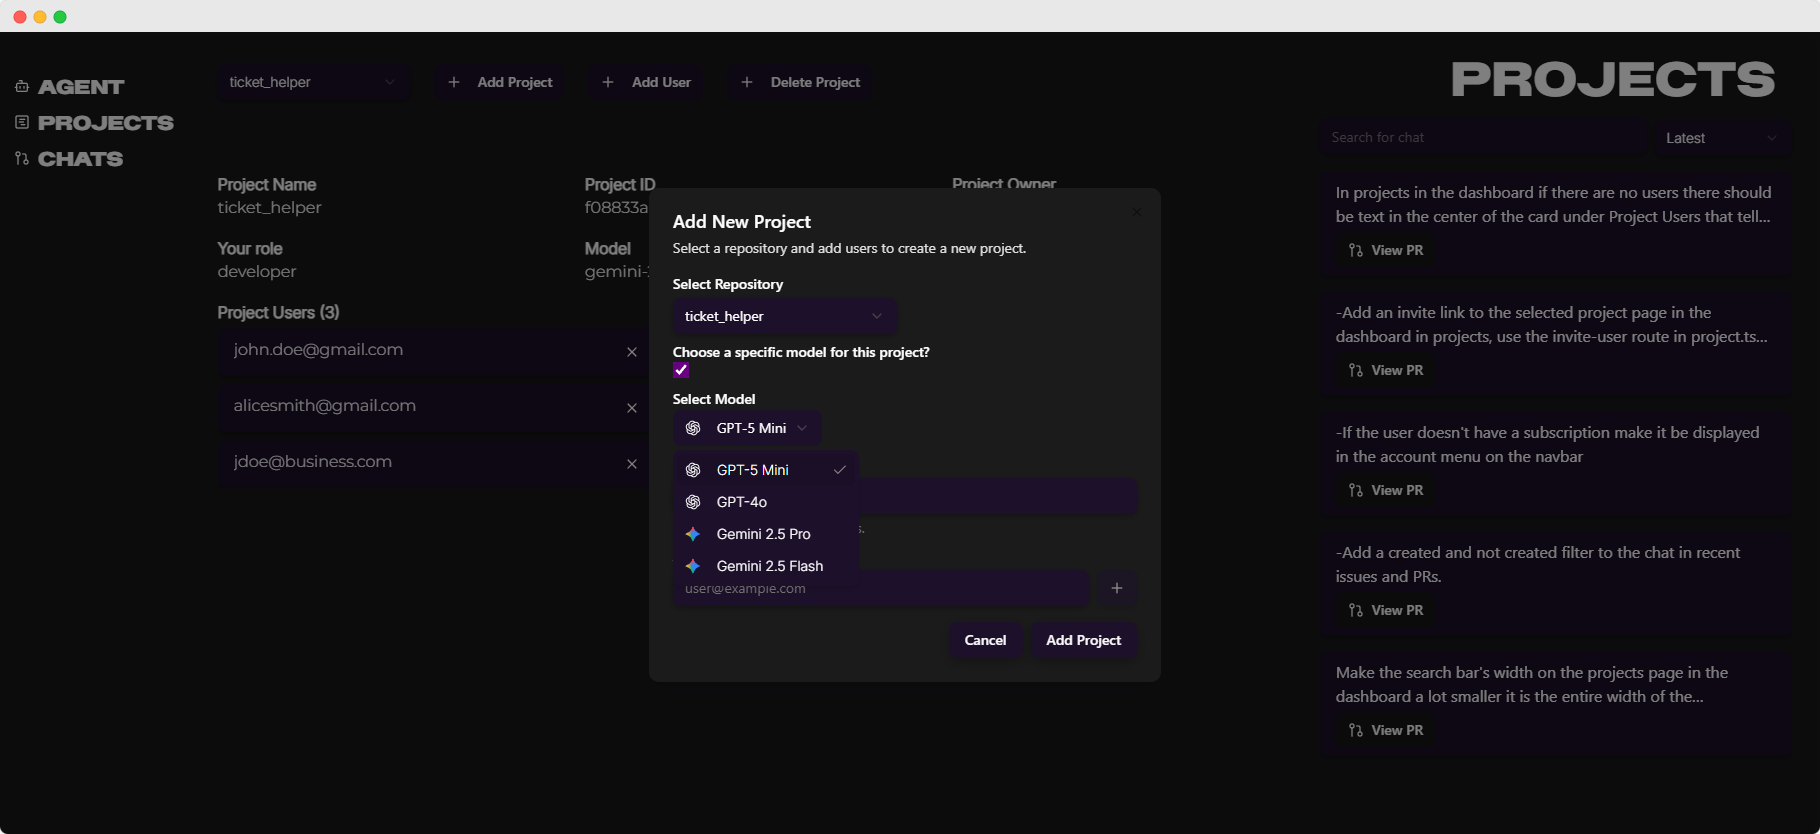 AGENT
PROJECTS
CHATS
ticket_helper
Add Project
Add User
Delete Project
PROJECTS
Search for chat
Latest
Project Name
ticket_helper
Project ID
f08833a
Project Owner
Your role
developer
Model
gemini-
Project Users (3)
john.doe@gmail.com
alicesmith@gmail.com
jdoe@business.com
Add New Project
Select a repository and add users to create a new project.
Select Repository
ticket_helper
Choose a specific model for this project?
Select Model
GPT-5 Mini
GPT-5 Mini
GPT-4o
Gemini 2.5 Pro
Gemini 2.5 Flash
s.
user@example.com
Cancel
Add Project
In projects in the dashboard if there are no users there should
be text in the center of the card under Project Users that tell...
View PR
-Add an invite link to the selected project page in the
dashboard in projects, use the invite-user route in project.ts...
View PR
-If the user doesn't have a subscription make it be displayed
in the account menu on the navbar
View PR
-Add a created and not created filter to the chat in recent
issues and PRs.
View PR
Make the search bar's width on the projects page in the
dashboard a lot smaller it is the entire width of the...
View PR